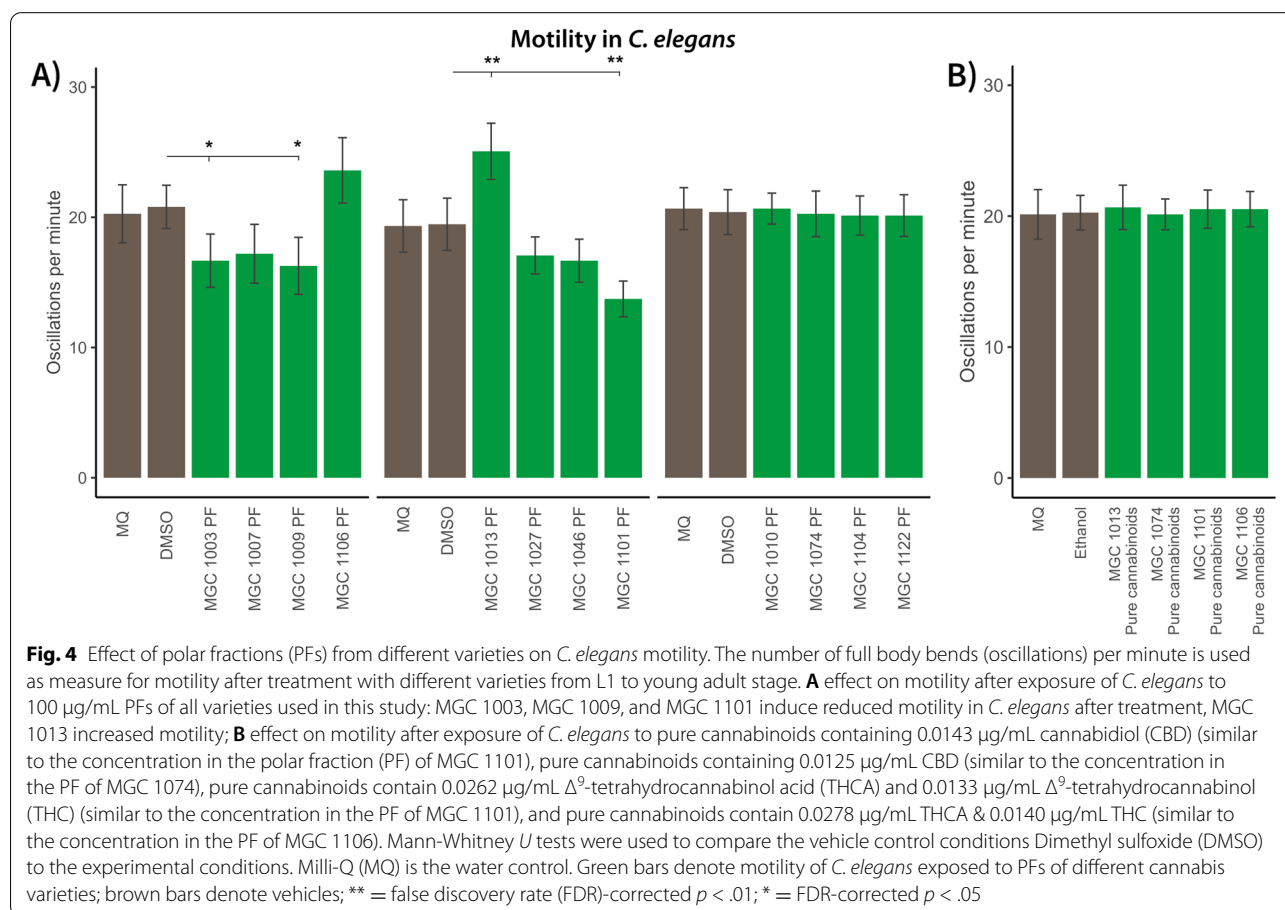 Motility in C. elegans
A)
**
**
*
*
Oscillations per minute
30
20
10
0
MQ
DMSO
MGC 1003 PF
MGC 1007 PF
MGC 1009 PF
MGC 1106 PF
MQ
DMSO
MGC 1013 PF
MGC 1027 PF
MGC 1046 PF
MGC 1101 PF
MQ
DMSO
MGC 1010 PF
MGC 1074 PF
MGC 1104 PF
MGC 1122 PF
B)
Oscillations per minute
30
20
10
0
MQ
Ethanol
MGC 1013
Pure cannabinoids
MGC 1074
Pure cannabinoids
MGC 1101
Pure cannabinoids
MGC 1106
Pure cannabinoids
Fig. 4 Effect of polar fractions (PFs) from different varieties on C. elegans motility. The number of full body bends (oscillations) per minute is used
as measure for motility after treatment with different varieties from L1 to young adult stage. A effect on motility after exposure of C. elegans to
100 μg/mL PFs of all varieties used in this study: MGC 1003, MGC 1009, and MGC 1101 induce reduced motility in C. elegans after treatment, MGC
1013 increased motility; B effect on motility after exposure of C. elegans to pure cannabinoids containing 0.0143 μg/mL cannabidiol (CBD) (similar
to the concentration in the polar fraction (PF) of MGC 1101), pure cannabinoids containing 0.0125 μg/mL CBD (similar to the concentration in
the PF of MGC 1074), pure cannabinoids contain 0.0262 μg/mL Δ⁹-tetrahydrocannabinol acid (THCA) and 0.0133 μg/mL Δ⁹-tetrahydrocannabinol
(THC) (similar to the concentration in the PF of MGC 1101), and pure cannabinoids contain 0.0278 μg/mL THCA & 0.0140 μg/mL THC (similar to
the concentration in the PF of MGC 1106). Mann-Whitney U tests were used to compare the vehicle control conditions Dimethyl sulfoxide (DMSO)
to the experimental conditions. Milli-Q (MQ) is the water control. Green bars denote motility of C. elegans exposed to PFs of different cannabis
varieties; brown bars denote vehicles; ** = false discovery rate (FDR)-corrected p < .01; * = FDR-corrected p < .05